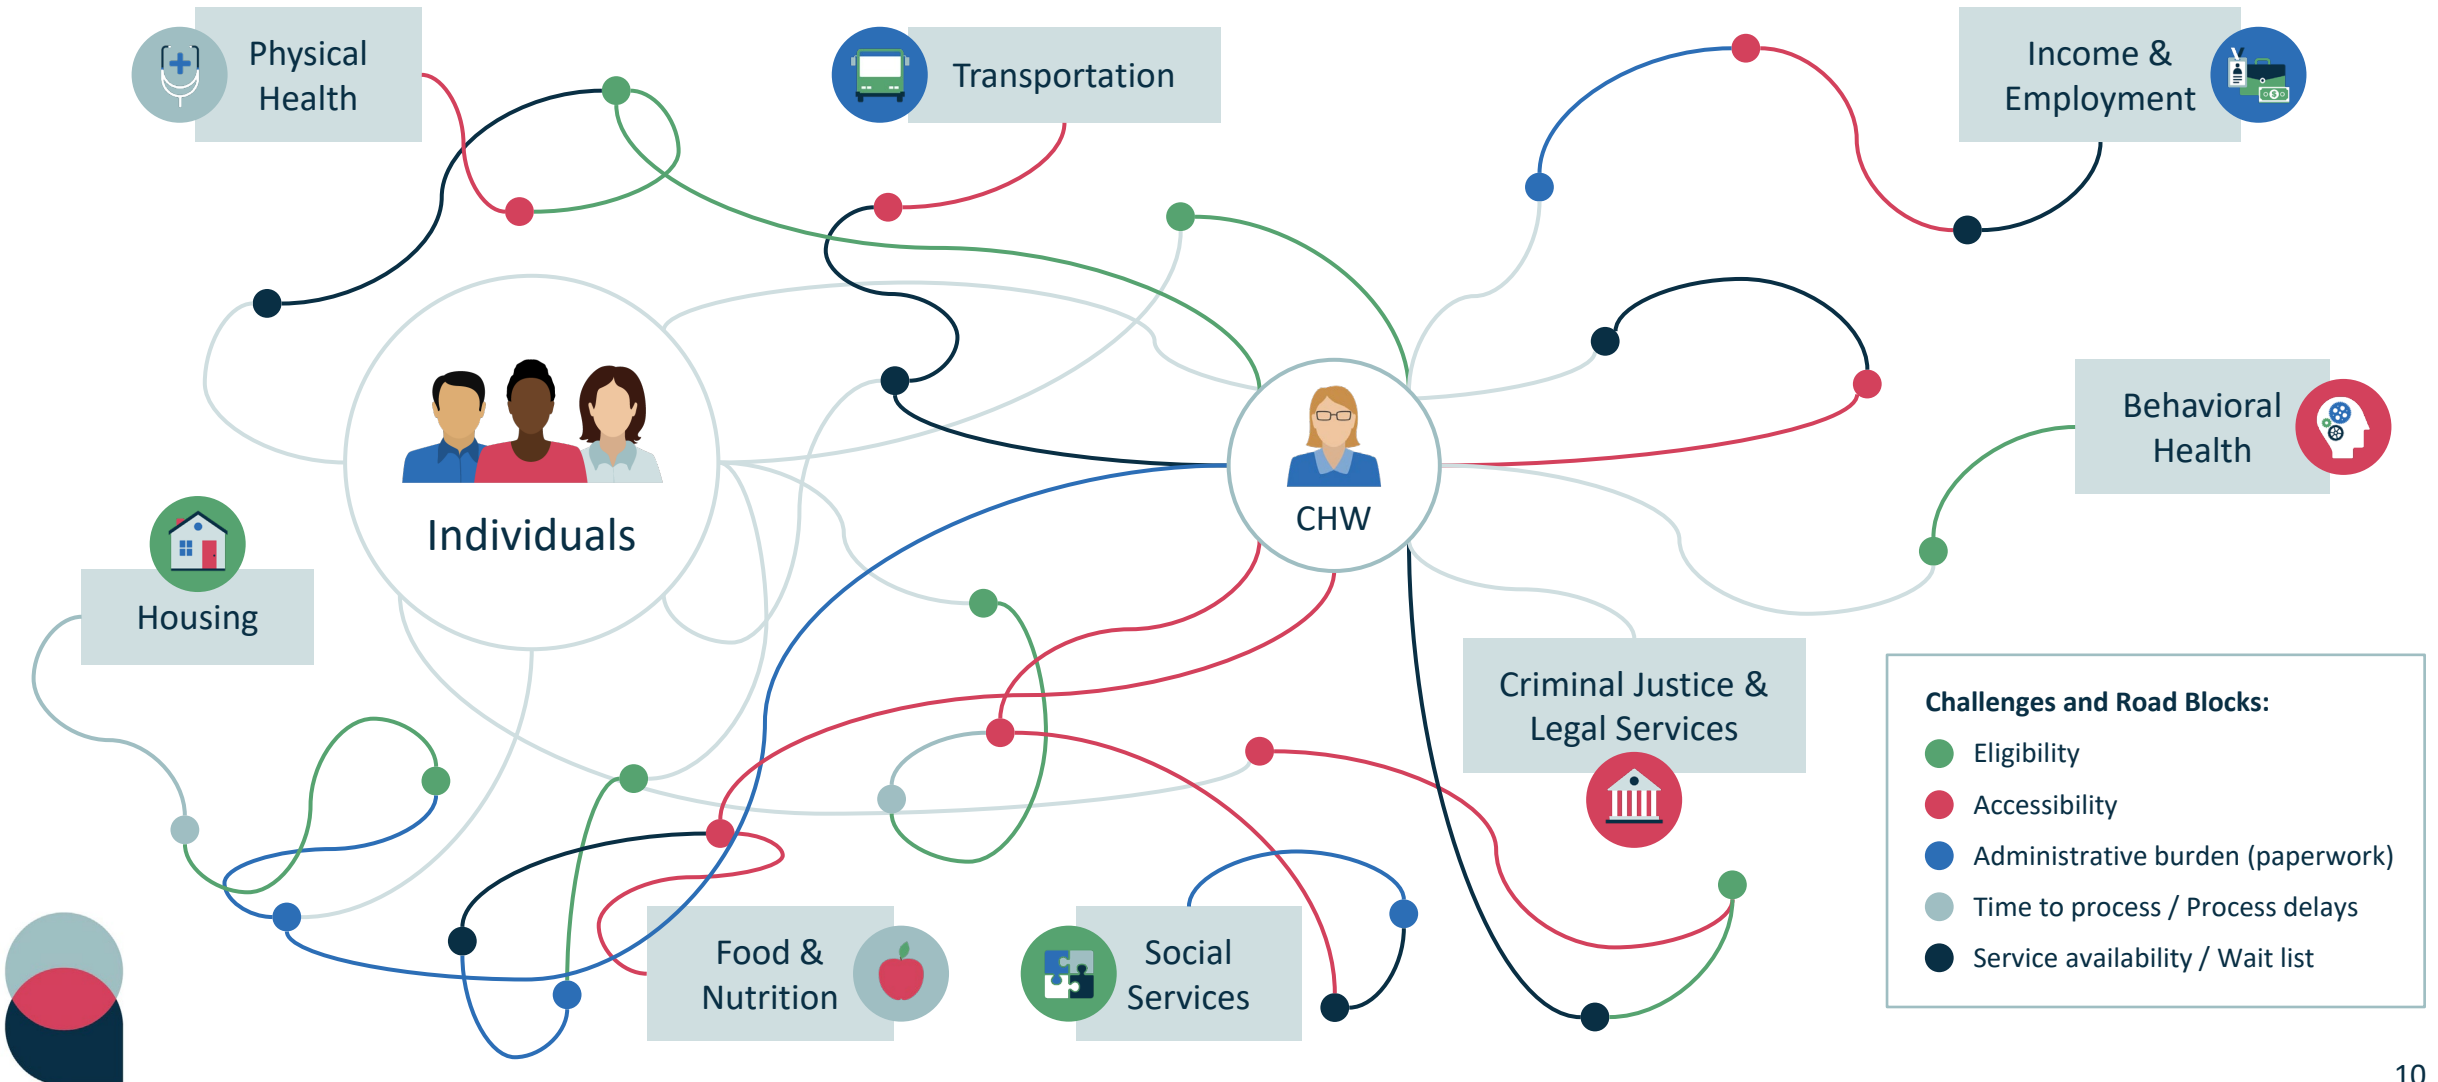 Physical
Health
Transportation
Income &
Employment
Behavioral
Health
Individuals
CHW
Housing
Criminal Justice &
Legal Services
Food &
Nutrition
Social
Services
Challenges and Road Blocks:
Eligibility
Accessibility
Administrative burden (paperwork)
Time to process / Process delays
Service availability / Wait list
10